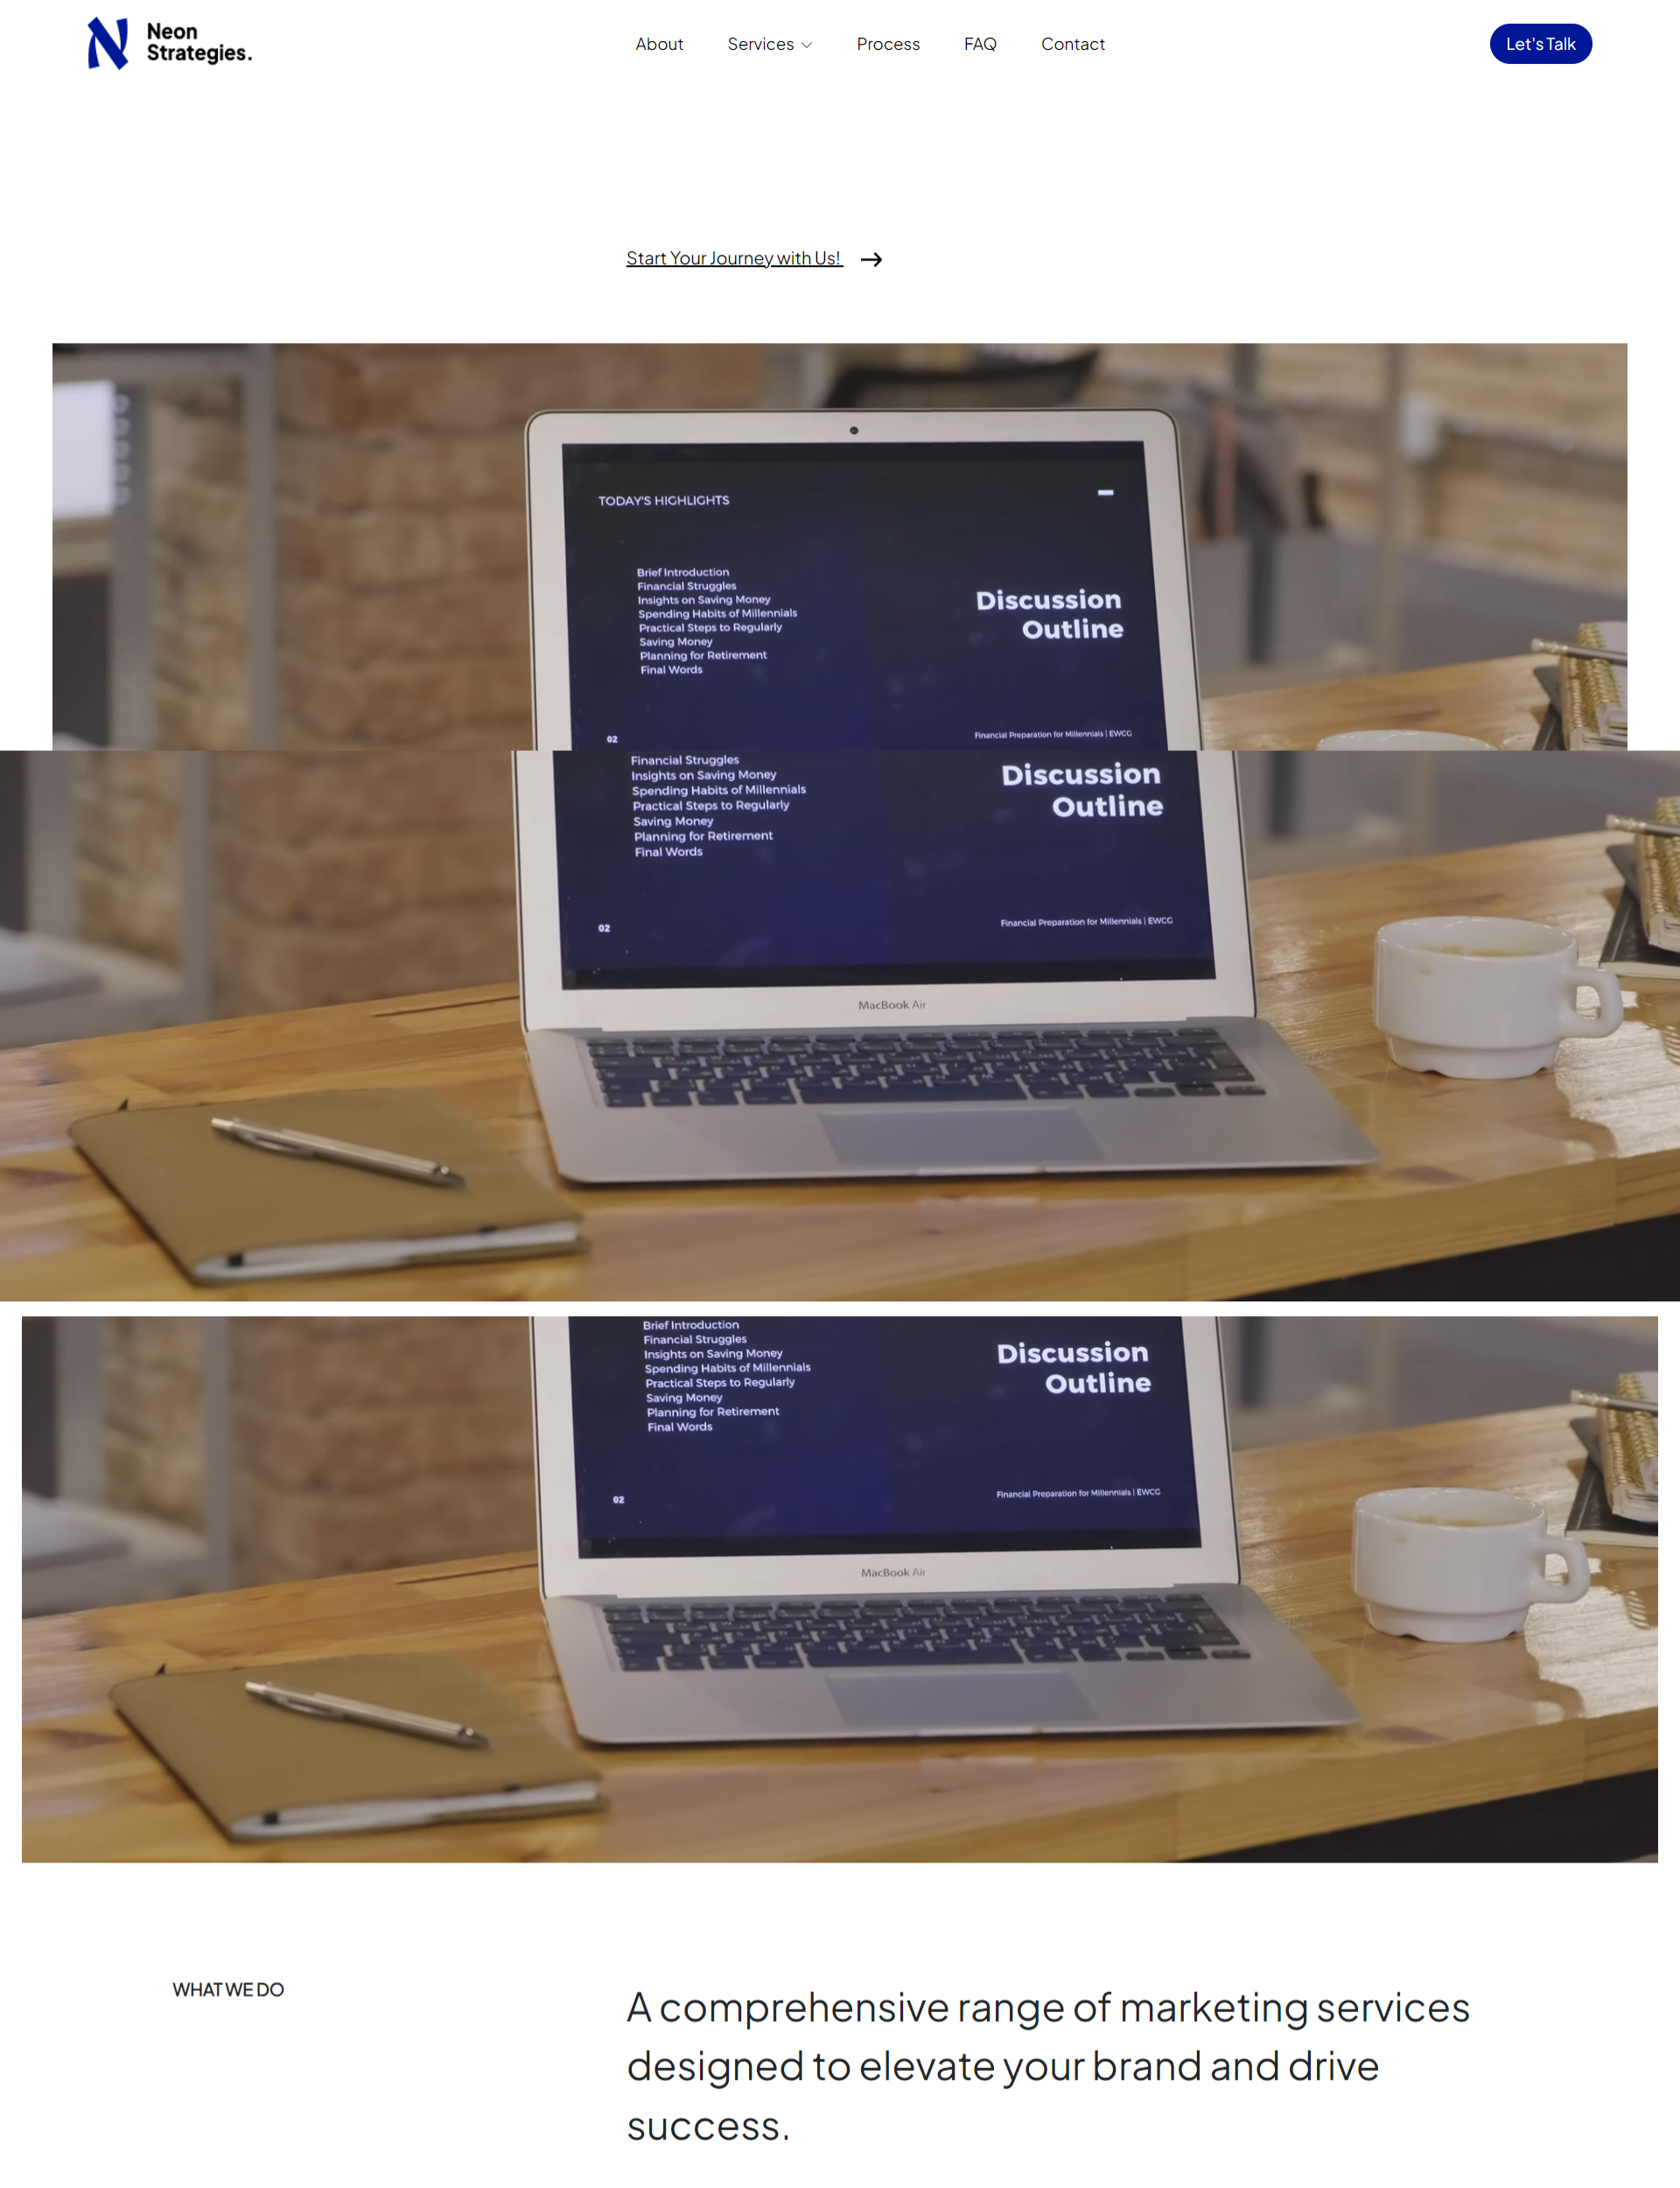 Neon
Strategies.
About
Services
Process
FAQ
Contact
Let's Talk
Start Your Journey with Us!
TODAY'S HIGHLIGHTS
Brief Introduction
Financial Struggles
Insights on Saving Money
Spending Habits of Millennials
Practical Steps to Regularly
Saving Money
Planning for Retirement
Final Words
Discussion
Outline
02
Financial Preparation for Millennials | EWCG
Financial Struggles
Insights on Saving Money
Spending Habits of Millennials
Practical Steps to Regularly
Saving Money
Planning for Retirement
Final Words
Discussion
Outline
02
Financial Preparation for Millennials | EWCG
MacBook Air
Brief Introduction
Financial Struggles
Insights on Saving Money
Spending Habits of Millennials
Practical Steps to Regularly
Saving Money
Planning for Retirement
Final Words
Discussion
Outline
02
Financial Preparation for Millennials | EWCG
MacBook Air
WHAT WE DO
A comprehensive range of marketing services
designed to elevate your brand and drive
success.